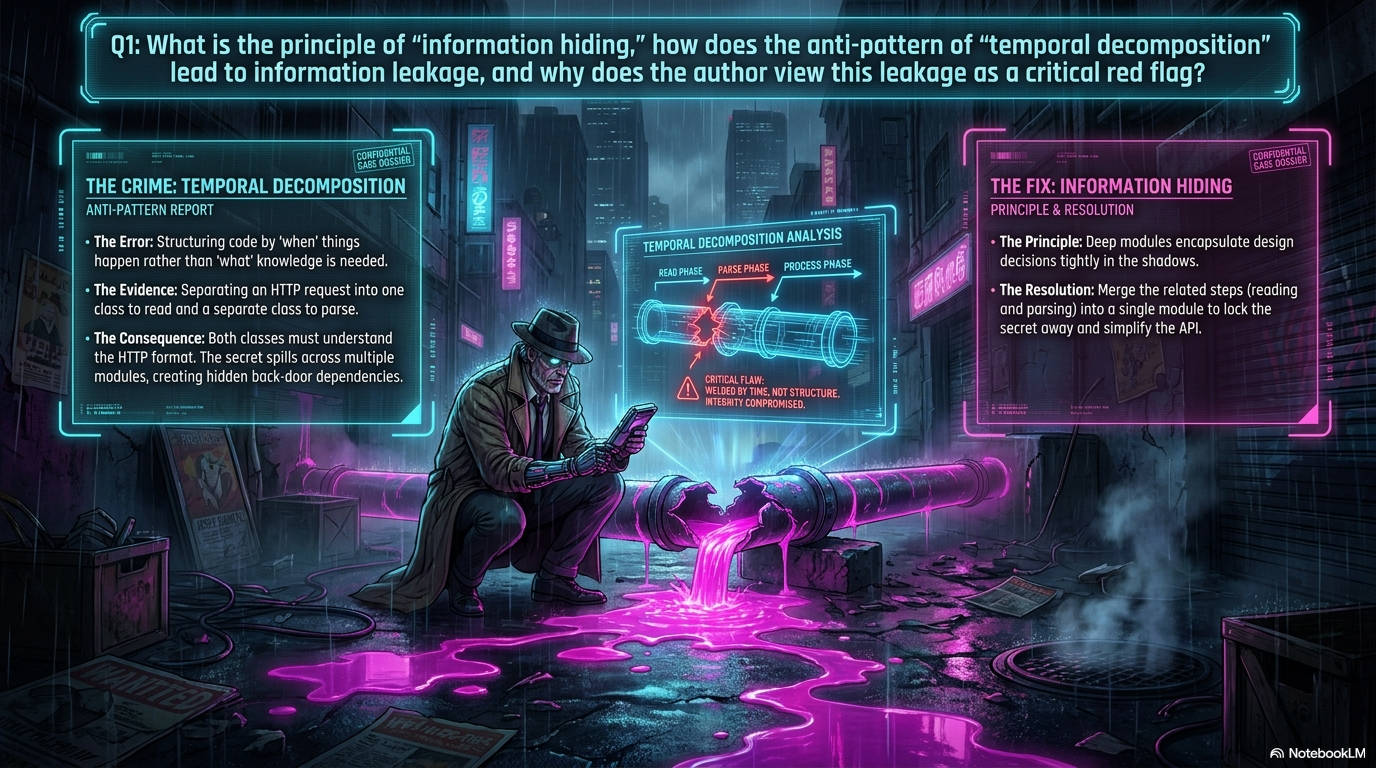 Q1: What is the principle of “information hiding,” how does the anti-pattern of “temporal decomposition”
lead to information leakage, and why does the author view this leakage as a critical red flag?
CONFIDENTIAL
DOSSIER
THE CRIME: TEMPORAL DECOMPOSITION
ANTI-PATTERN REPORT
• The Error: Structuring code by ‘when’ things
happen rather than ‘what’ knowledge is needed.
• The Evidence: Separating an HTTP request into one
class to read and a separate class to parse.
• The Consequence: Both classes must understand
the HTTP format. The secret spills across multiple
modules, creating hidden back-door dependencies.
TEMPORAL DECOMPOSITION ANALYSIS
READ PHASE
PARSE PHASE
PROCESS PHASE
CRITICAL FLAW:
WELDED BY TIME, NOT STRUCTURE.
INTEGRITY COMPROMISED.
CONFIDENTIAL
DOSSIER
THE FIX: INFORMATION HIDING
PRINCIPLE & RESOLUTION
• The Principle: Deep modules encapsulate design
decisions tightly in the shadows.
• The Resolution: Merge the related steps (reading
and parsing) into a single module to lock the
secret away and simplify the API.
WANTED
NotebookLM